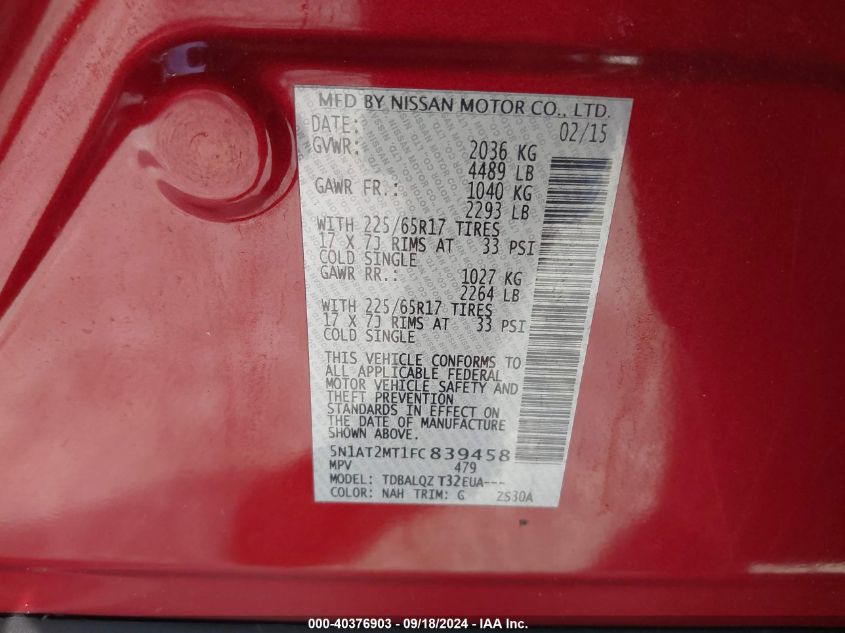 MFD BY NISSAN MOTOR CO., LTD.
DATE: 02/15
GVWR: 2036 KG
4489 LB
GAWR FR.: 1040 KG
2293 LB
WITH 225/65R17 TIRES
17 X 7J RIMS AT 33 PSI
COLD SINGLE
GAWR RR.: 1027 KG
2264 LB
WITH 225/65R17 TIRES
17 X 7J RIMS AT 33 PSI
COLD SINGLE
THIS VEHICLE CONFORMS TO
ALL APPLICABLE FEDERAL
MOTOR VEHICLE SAFETY AND
THEFT PREVENTION
STANDARDS IN EFFECT ON
THE DATE OF MANUFACTURE
SHOWN ABOVE.
5N1AT2MT1FC839458
MPV 479
MODEL: TDBALQZ T32EUA---
COLOR: NAH TRIM: G ZS30A
000-40376903 - 09/18/2024 - IAA Inc.